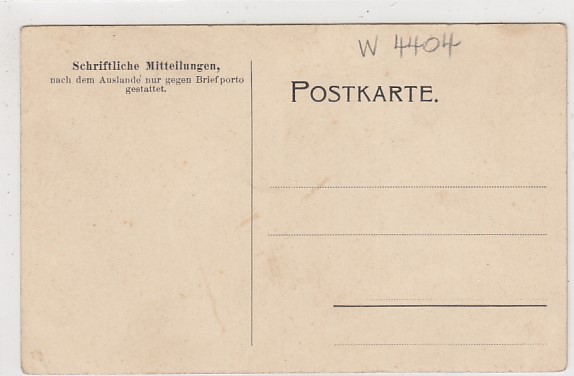 W 4404
Schriftliche Mitteilungen,
nach dem Auslande nur gegen Briefporto
gestattet.
POSTKARTE.